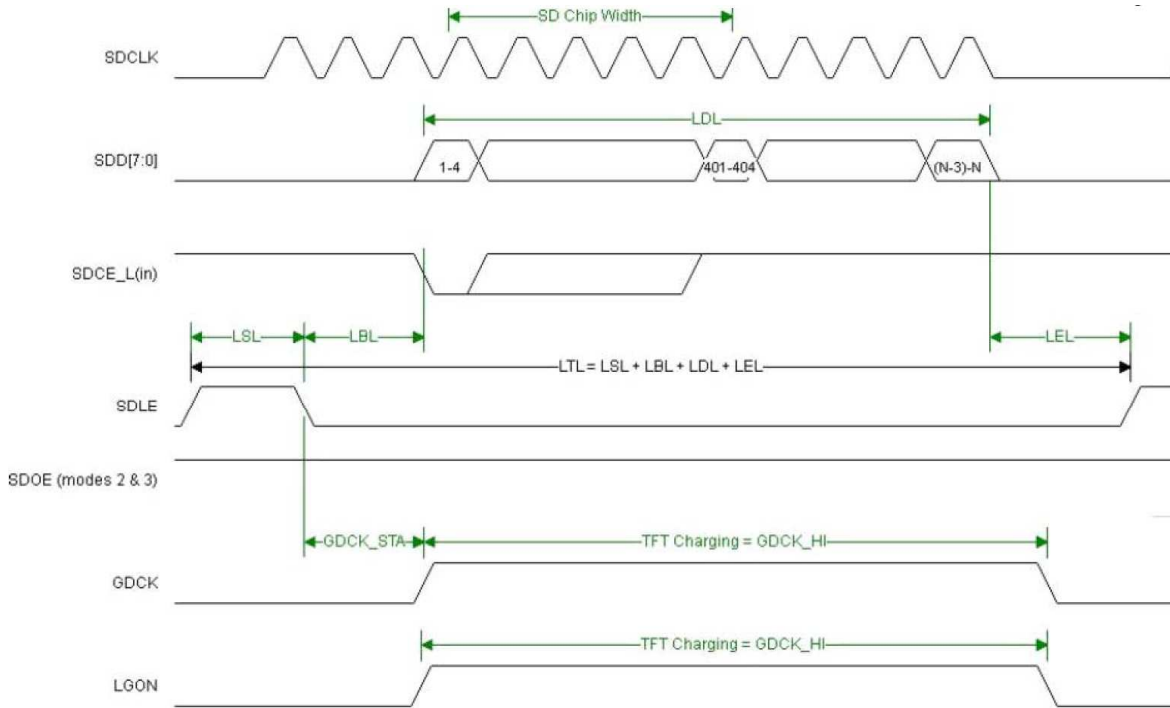 SD Chip Width
SDCLK
LDL
SDD[7:0]
1-4
401-404
(N-3)-N
SDCE_L(in)
LSL
LBL
LEL
LTL = LSL + LBL + LDL + LEL
SDLE
SDOE (modes 2 & 3)
GDCK_STA
TFT Charging = GDCK_HI
GDCK
TFT Charging = GDCK_HI
LGON